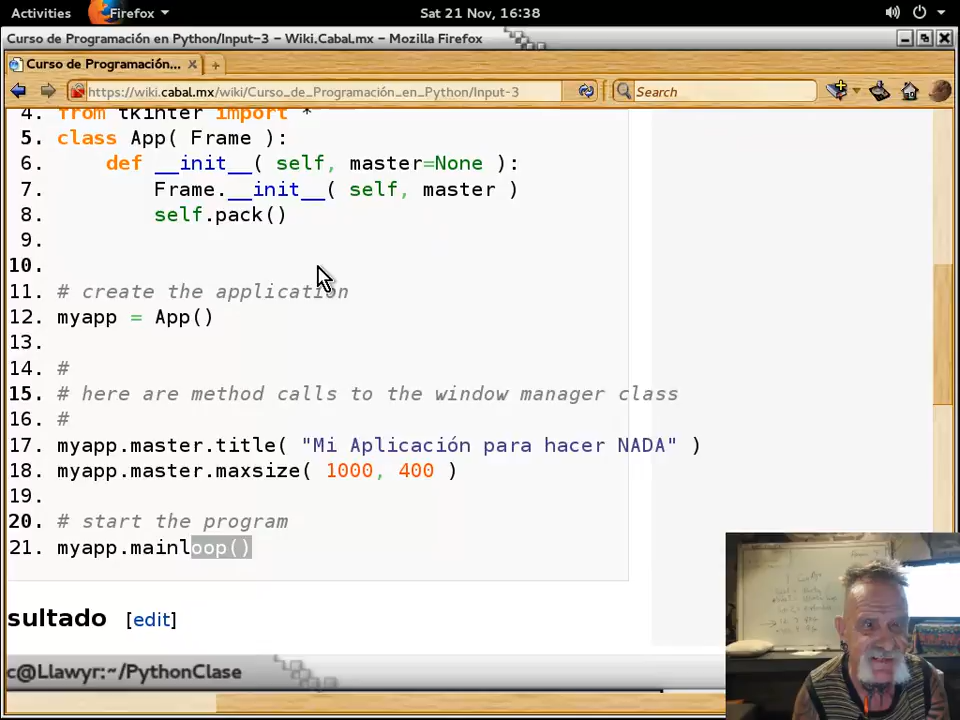 Activities Firefox Sat 21 Nov, 16:38
Curso de Programación en Python/Input-3 - Wiki.Cabal.mx - Mozilla Firefox
Curso de Programación...
https://wiki.cabal.mx/wiki/Curso_de_Programación_en_Python/Input-3 Search
4. from tkinter import *
5. class App( Frame ):
6. def __init__( self, master=None ):
7. Frame.__init__( self, master )
8. self.pack()
9.
10.
11. # create the application
12. myapp = App()
13.
14. #
15. # here are method calls to the window manager class
16. #
17. myapp.master.title( "Mi Aplicación para hacer NADA" )
18. myapp.master.maxsize( 1000, 400 )
19.
20. # start the program
21. myapp.mainloop()
sultado [edit]
c@Llawyr:~/PythonClase